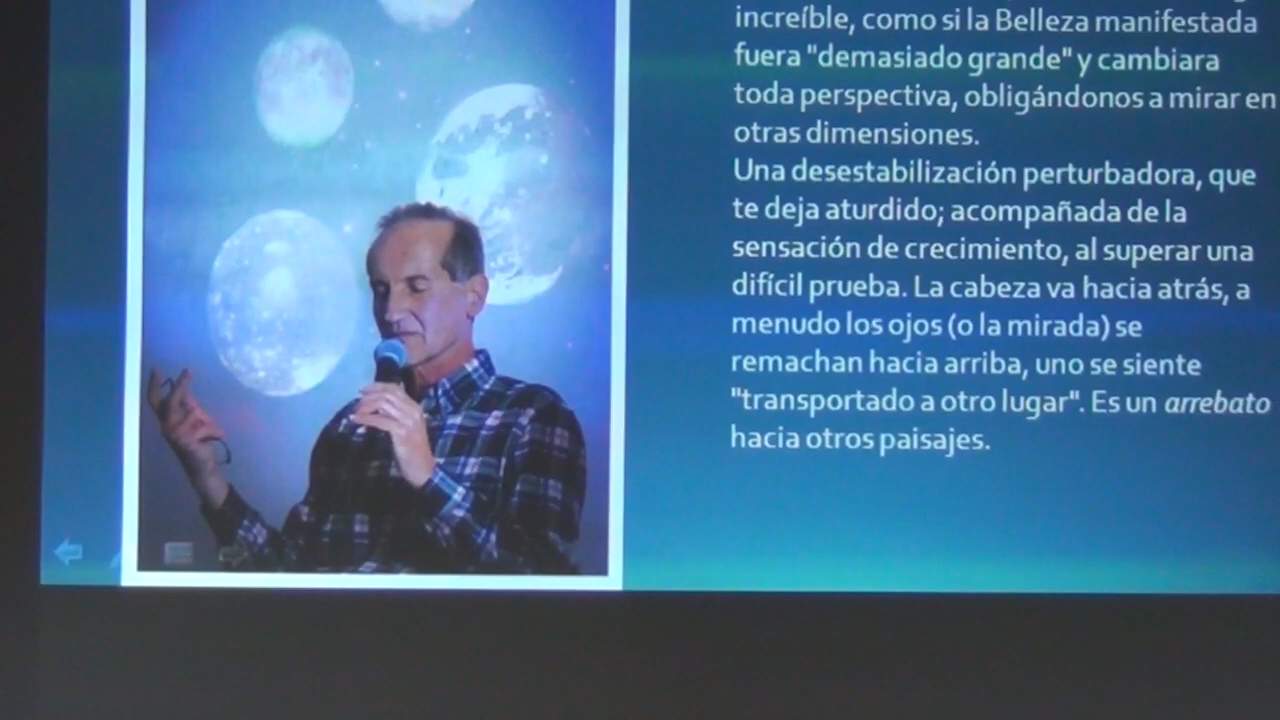 increíble, como si la Belleza manifestada
fuera "demasiado grande" y cambiara
toda perspectiva, obligándonos a mirar en
otras dimensiones.
Una desestabilización perturbadora, que
te deja aturdido; acompañada de la
sensación de crecimiento, al superar una
difícil prueba. La cabeza va hacia atrás, a
menudo los ojos (o la mirada) se
remachan hacia arriba, uno se siente
"transportado a otro lugar". Es un arrebato
hacia otros paisajes.